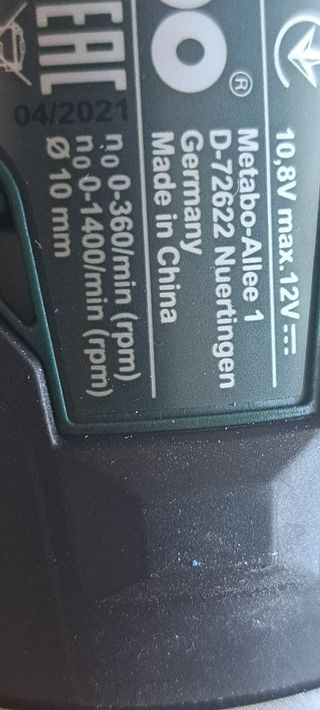 10,8V max. 12V
Metabo-Allee 1
D-72622 Nuertingen
Germany
Made in China
n₀ 0-360/min (rpm)
n₀ 0-1400/min (rpm)
Ø 10 mm
®
EAC
04/2021